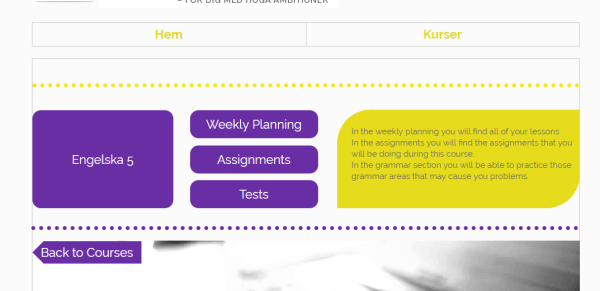 FÖR DIG MED HÖGA AMBITIONER
Hem
Kurser
Engelska 5
Weekly Planning
Assignments
Tests
In the weekly planning you will find all of your lessons.
In the assignments you will find the assignments that you
will be doing during this course.
In the grammar section you will be able to practice those
grammar areas that may cause you problems.
Back to Courses